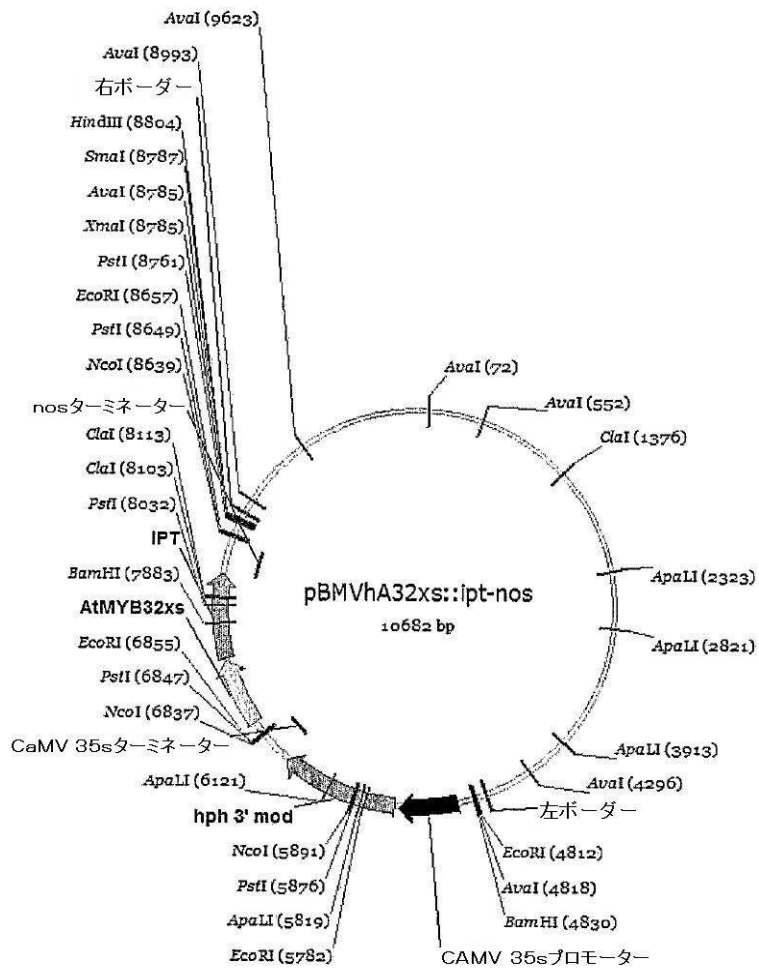 AvaI (9623)
AvaI (8993)
右ボーダー
HindIII (8804)
SmaI (8787)
AvaI (8785)
XmaI (8785)
PstI (8761)
EcoRI (8657)
PstI (8649)
NcoI (8639)
nosターミネーター
ClaI (8113)
ClaI (8103)
PstI (8032)
IPT
BamHI (7883)
AtMYB32xs
EcoRI (6855)
PstI (6847)
NcoI (6837)
CaMV 35sターミネーター
ApaLI (6121)
hph 3' mod
NcoI (5891)
PstI (5876)
ApaLI (5819)
EcoRI (5782)
AvaI (72)
AvaI (552)
ClaI (1376)
ApaLI (2323)
ApaLI (2821)
ApaLI (3913)
AvaI (4296)
左ボーダー
EcoRI (4812)
AvaI (4818)
BamHI (4830)
CAMV 35sプロモーター
pBMVhA32xs::ipt-nos
10682 bp